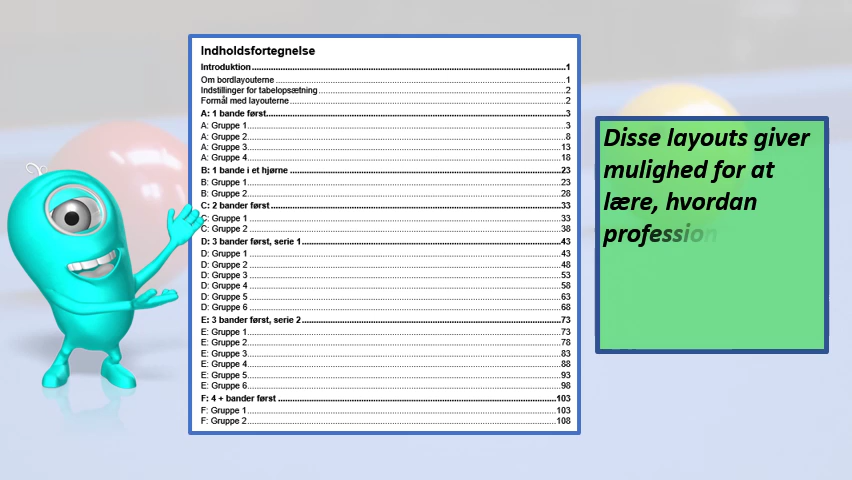 Indholdsfortegnelse
Introduktion 1
Om bordlayouterne 1
Indstillinger for tabelopsætning 2
Formål med layouterne 2
A: 1 bande først 3
A: Gruppe 1 3
A: Gruppe 2 8
A: Gruppe 3 13
A: Gruppe 4 18
B: 1 bande i et hjørne 23
B: Gruppe 1 23
B: Gruppe 2 28
C: 2 bander først 33
C: Gruppe 1 33
C: Gruppe 2 38
D: 3 bander først, serie 1 43
D: Gruppe 1 43
D: Gruppe 2 48
D: Gruppe 3 53
D: Gruppe 4 58
D: Gruppe 5 63
D: Gruppe 6 68
E: 3 bander først, serie 2 73
E: Gruppe 1 73
E: Gruppe 2 78
E: Gruppe 3 83
E: Gruppe 4 88
E: Gruppe 5 93
E: Gruppe 6 98
F: 4 + bander først 103
F: Gruppe 1 103
F: Gruppe 2 108
Disse layouts giver
mulighed for at
lære, hvordan
profession